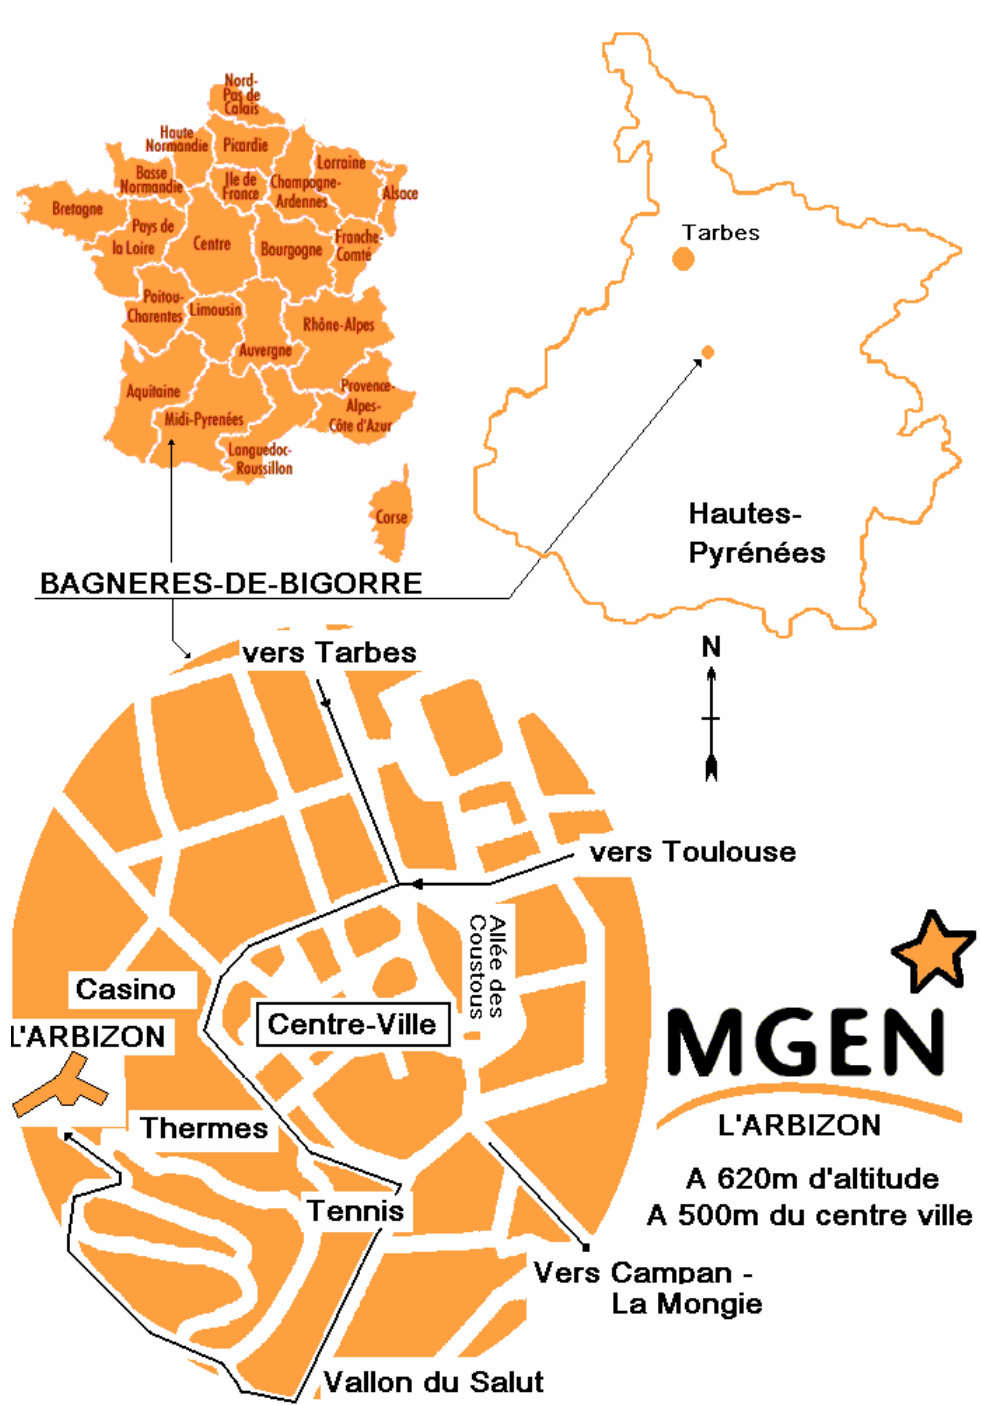 Nord-
Pas de
Calais
Haute
Normandie
Picardie
Basse
Normandie
Ile de
France
Champagne-
Ardennes
Lorraine
Alsace
Bretagne
Pays de
la Loire
Centre
Bourgogne
Franche-
Comté
Poitou-
Charentes
Limousin
Auvergne
Rhône-Alpes
Aquitaine
Midi-Pyrenées
Languedoc-
Roussillon
Provence-
Alpes-
Côte d'Azur
Corse
Tarbes
Hautes-
Pyrénées
BAGNERES-DE-BIGORRE
N
vers Tarbes
vers Toulouse
Allée des
Coustous
Casino
Centre-Ville
L'ARBIZON
Thermes
Tennis
Vers Campan -
La Mongie
Vallon du Salut
MGEN
L'ARBIZON
A 620m d'altitude
A 500m du centre ville